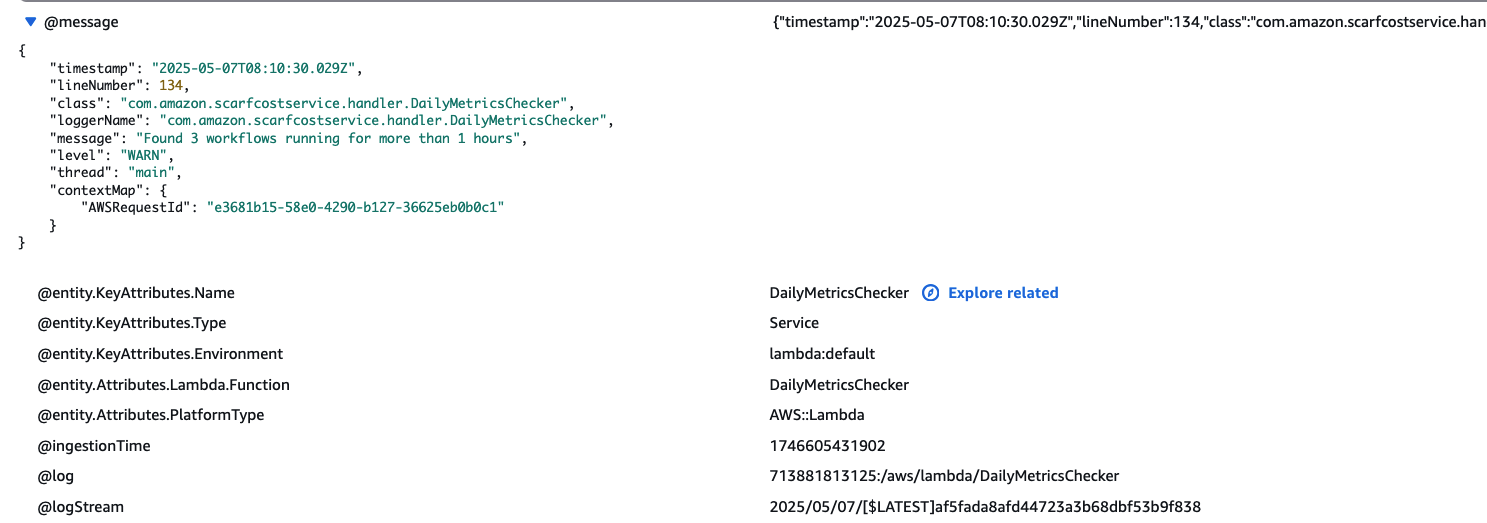 ▼ @message {"timestamp":"2025-05-07T08:10:30.029Z","lineNumber":134,"class":"com.amazon.scarfcostservice.han
{
    "timestamp": "2025-05-07T08:10:30.029Z",
    "lineNumber": 134,
    "class": "com.amazon.scarfcostservice.handler.DailyMetricsChecker",
    "loggerName": "com.amazon.scarfcostservice.handler.DailyMetricsChecker",
    "message": "Found 3 workflows running for more than 1 hours",
    "level": "WARN",
    "thread": "main",
    "contextMap": {
        "AWSRequestId": "e3681b15-58e0-4290-b127-36625eb0b0c1"
    }
}
@entity.KeyAttributes.Name DailyMetricsChecker Explore related
@entity.KeyAttributes.Type Service
@entity.KeyAttributes.Environment lambda:default
@entity.Attributes.Lambda.Function DailyMetricsChecker
@entity.Attributes.PlatformType AWS::Lambda
@ingestionTime 1746605431902
@log 713881813125:/aws/lambda/DailyMetricsChecker
@logStream 2025/05/07/[$LATEST]af5fada8afd44723a3b68dbf53b9f838